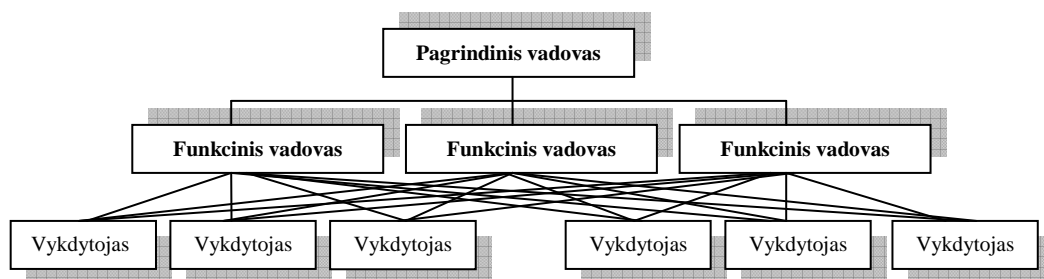 Pagrindinis vadovas
Funkcinis vadovas
Funkcinis vadovas
Funkcinis vadovas
Vykdytojas
Vykdytojas
Vykdytojas
Vykdytojas
Vykdytojas
Vykdytojas